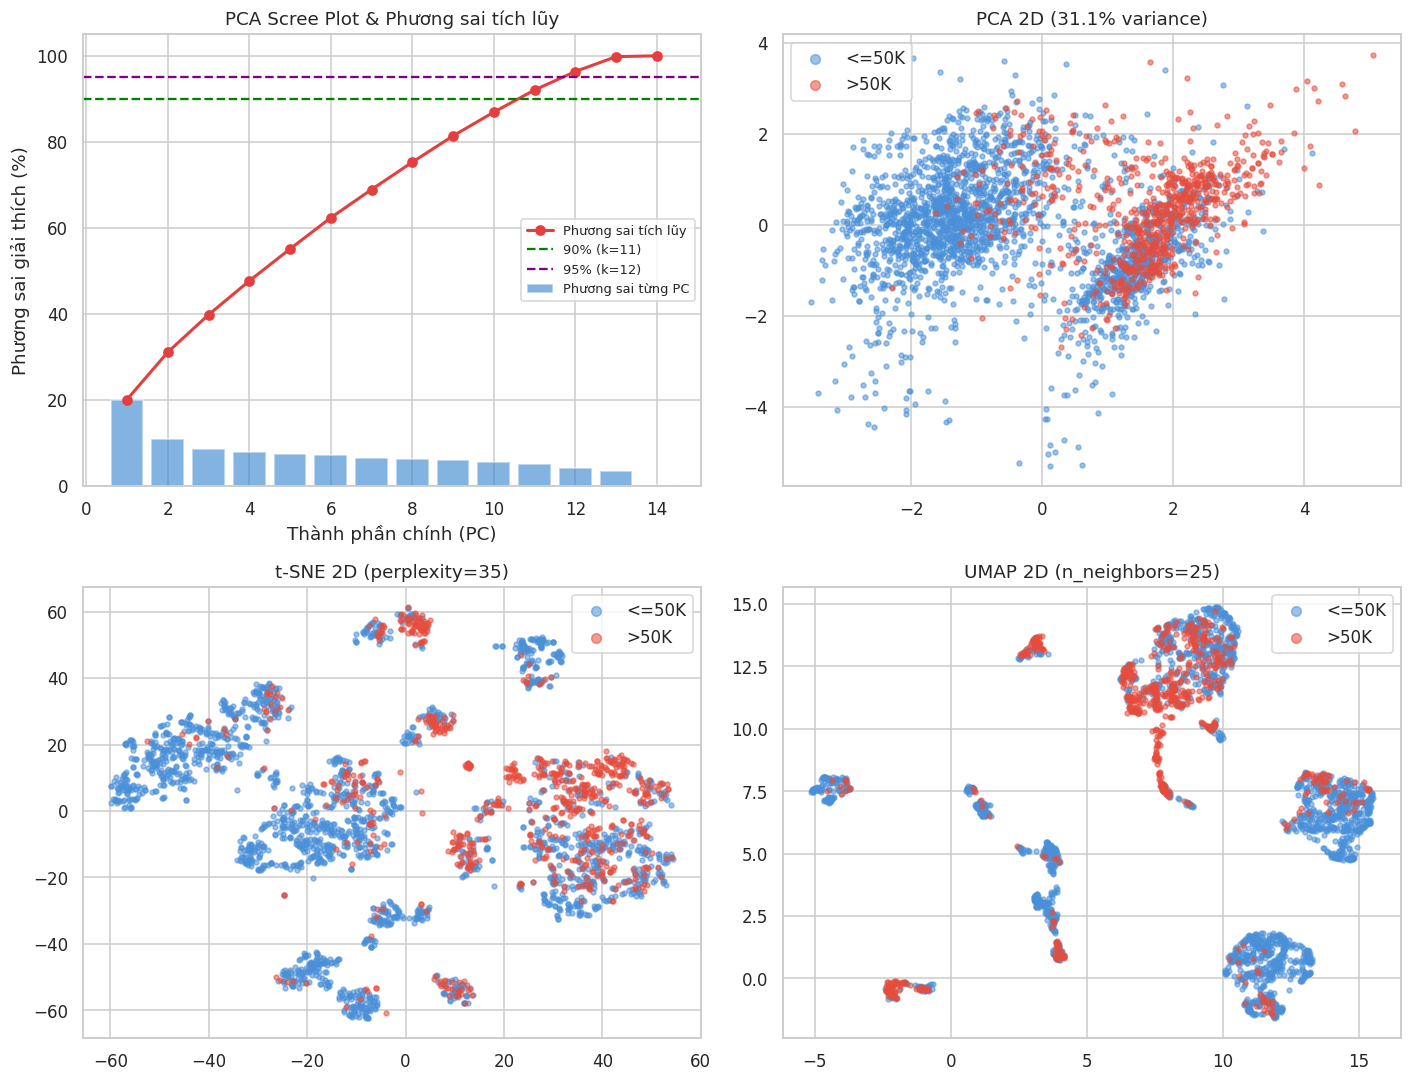 PCA Scree Plot & Phương sai tích lũy
100
80
60
40
20
0
Phương sai giải thích (%)
Phương sai tích lũy
90% (k=11)
95% (k=12)
Phương sai từng PC
0 2 4 6 8 10 12 14
Thành phần chính (PC)
PCA 2D (31.1% variance)
<=50K
>50K
4
2
0
−2
−4
−2 0 2 4
t-SNE 2D (perplexity=35)
<=50K
>50K
60
40
20
0
−20
−40
−60
−60 −40 −20 0 20 40 60
UMAP 2D (n_neighbors=25)
<=50K
>50K
15.0
12.5
10.0
7.5
5.0
2.5
0.0
−5 0 5 10 15